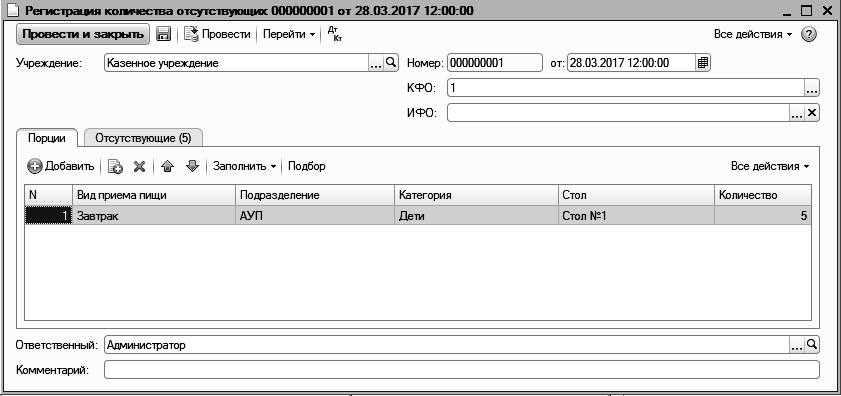 Регистрация количества отсутствующих 000000001 от 28.03.2017 12:00:00
Провести и закрыть Провести Перейти Дт Кт Все действия ?
Учреждение: Казенное учреждение ... Номер: 000000001 от: 28.03.2017 12:00:00
КФО: 1 ...
ИФО: ...
Порции Отсутствующие (5)
Добавить Заполнить Подбор Все действия
N Вид приема пищи Подразделение Категория Стол Количество
1 Завтрак АУП Дети Стол №1 5
Ответственный: Администратор ...
Комментарий: